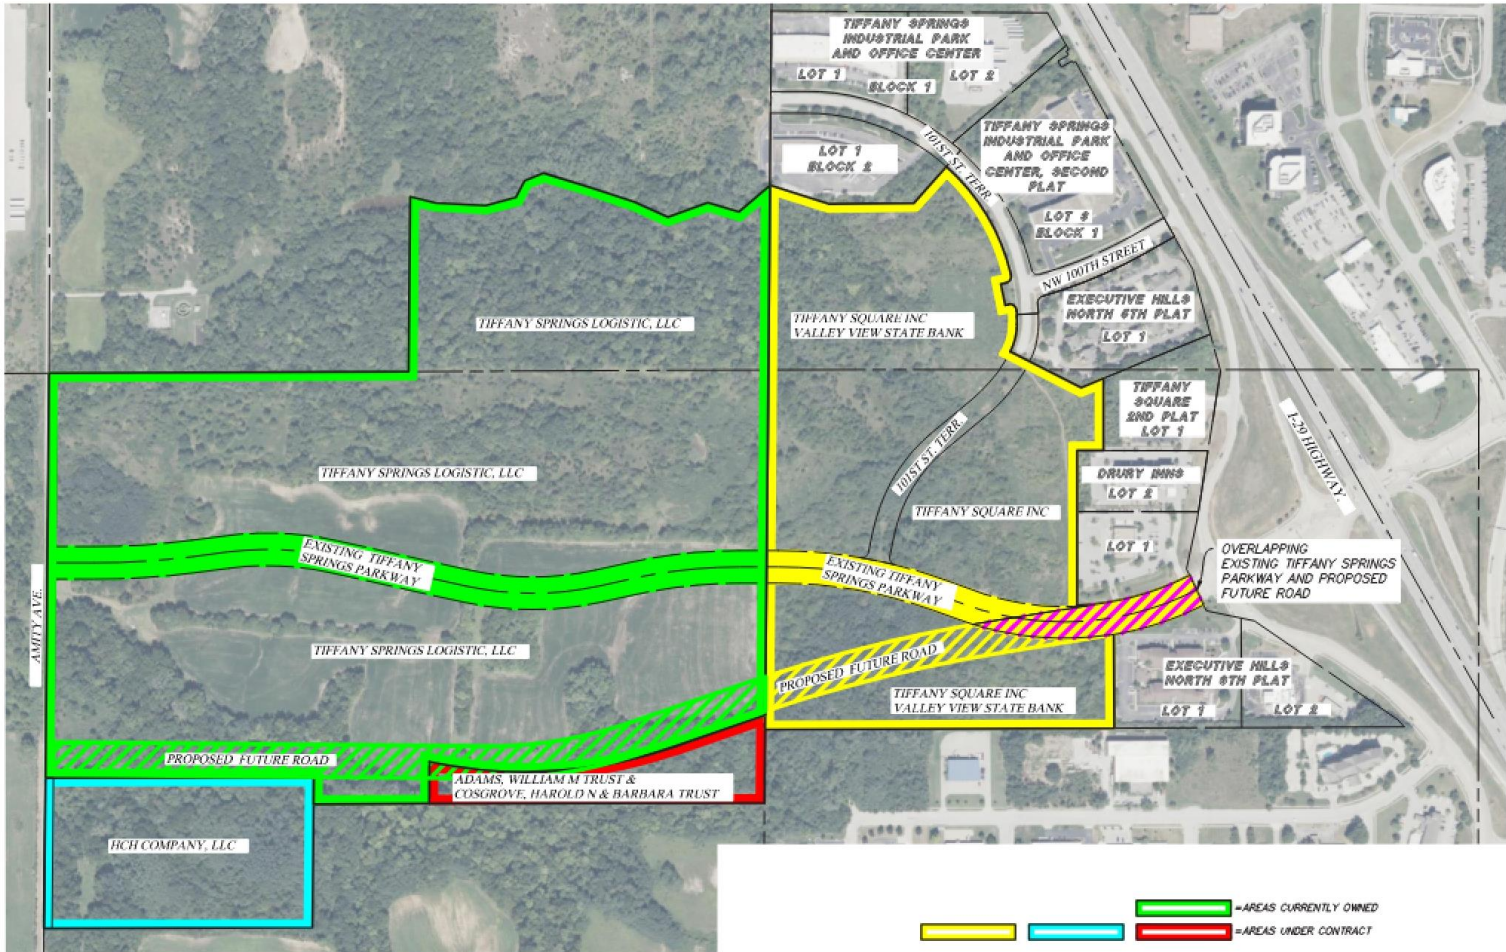 TIFFANY SPRINGS
INDUSTRIAL PARK
AND OFFICE CENTER
LOT 1
LOT 2
BLOCK 1
LOT 1
BLOCK 2
101ST ST. TERR
TIFFANY SPRINGS
INDUSTRIAL PARK
AND OFFICE
CENTER, SECOND
PLAT
LOT 3
BLOCK 1
NW 100TH STREET
EXECUTIVE HILLS
NORTH 6TH PLAT
LOT 1
TIFFANY SPRINGS LOGISTIC, LLC
TIFFANY SQUARE INC
VALLEY VIEW STATE BANK
TIFFANY
SQUARE
2ND PLAT
LOT 1
I-29 HIGHWAY.
101ST ST. TERR.
TIFFANY SPRINGS LOGISTIC, LLC
DRURY INNS
LOT 2
TIFFANY SQUARE INC
LOT 1
EXISTING TIFFANY
SPRINGS PARKWAY
EXISTING TIFFANY
SPRINGS PARKWAY
OVERLAPPING
EXISTING TIFFANY SPRINGS
PARKWAY AND PROPOSED
FUTURE ROAD
AMITY AVE.
TIFFANY SPRINGS LOGISTIC, LLC
PROPOSED FUTURE ROAD
EXECUTIVE HILLS
NORTH 8TH PLAT
LOT 1
LOT 2
TIFFANY SQUARE INC
VALLEY VIEW STATE BANK
PROPOSED FUTURE ROAD
ADAMS, WILLIAM M TRUST &
COSGROVE, HAROLD N & BARBARA TRUST
HCH COMPANY, LLC
=AREAS CURRENTLY OWNED
=AREAS UNDER CONTRACT